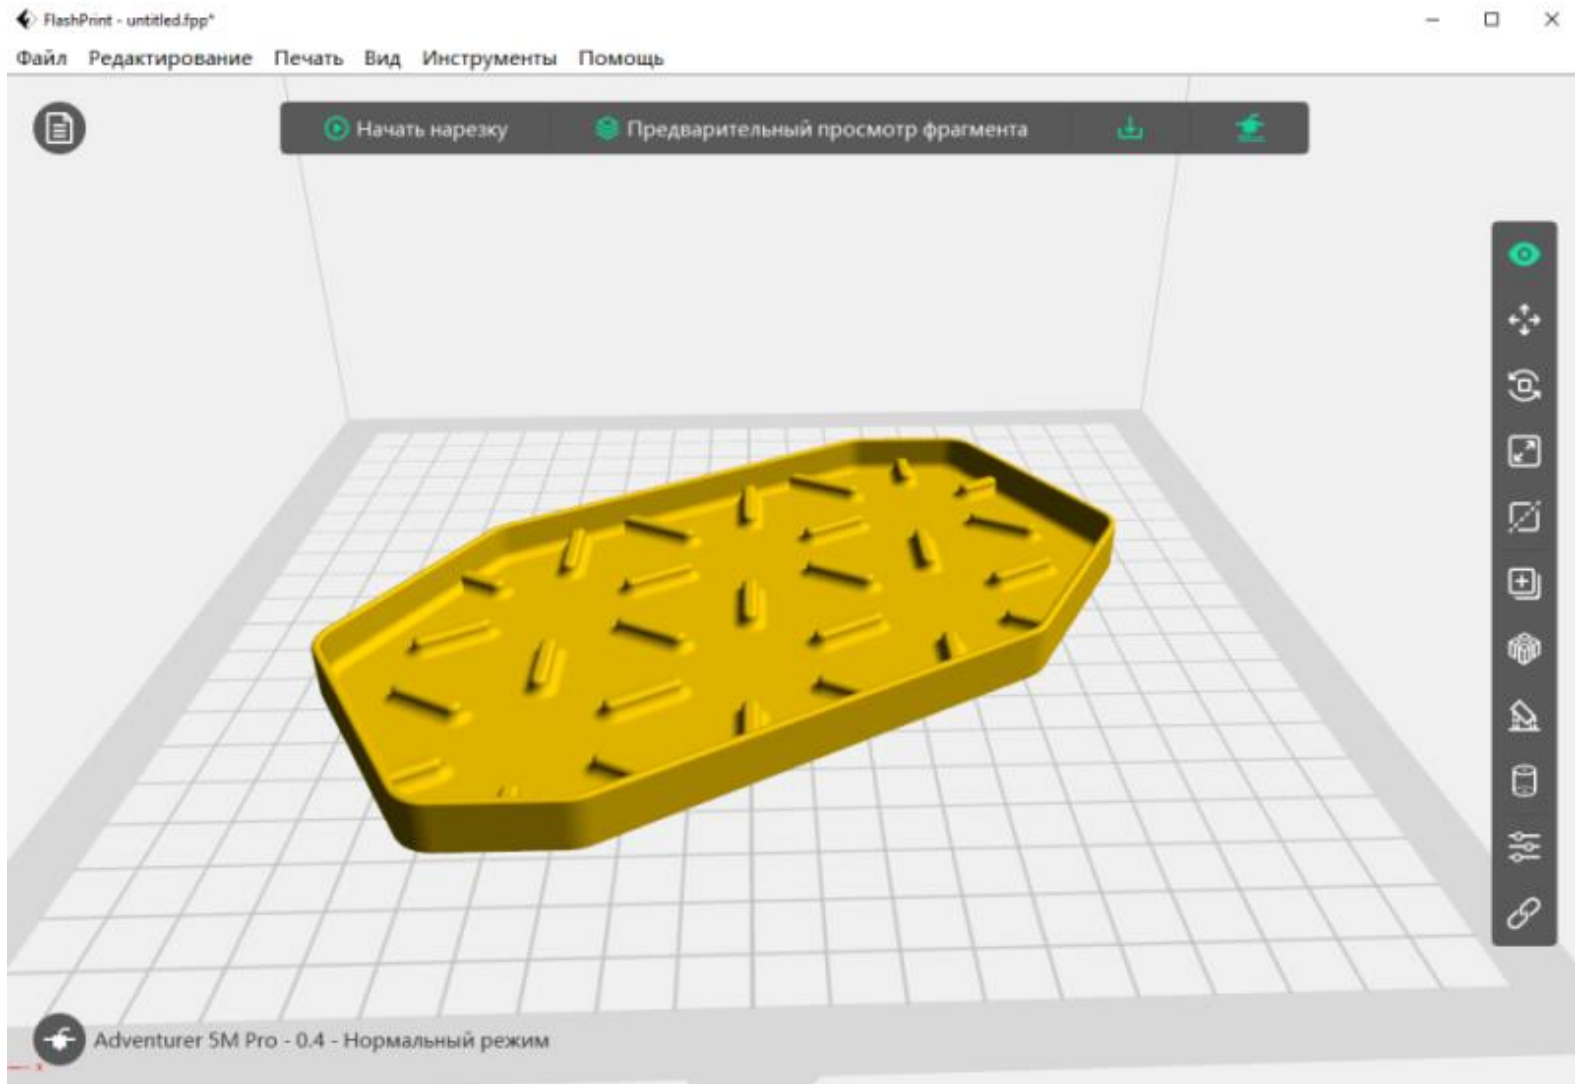 FlashPrint - untitled.fpp*
Файл Редактирование Печать Вид Инструменты Помощь
Начать нарезку Предварительный просмотр фрагмента
Adventurer 5M Pro - 0.4 - Нормальный режим
x